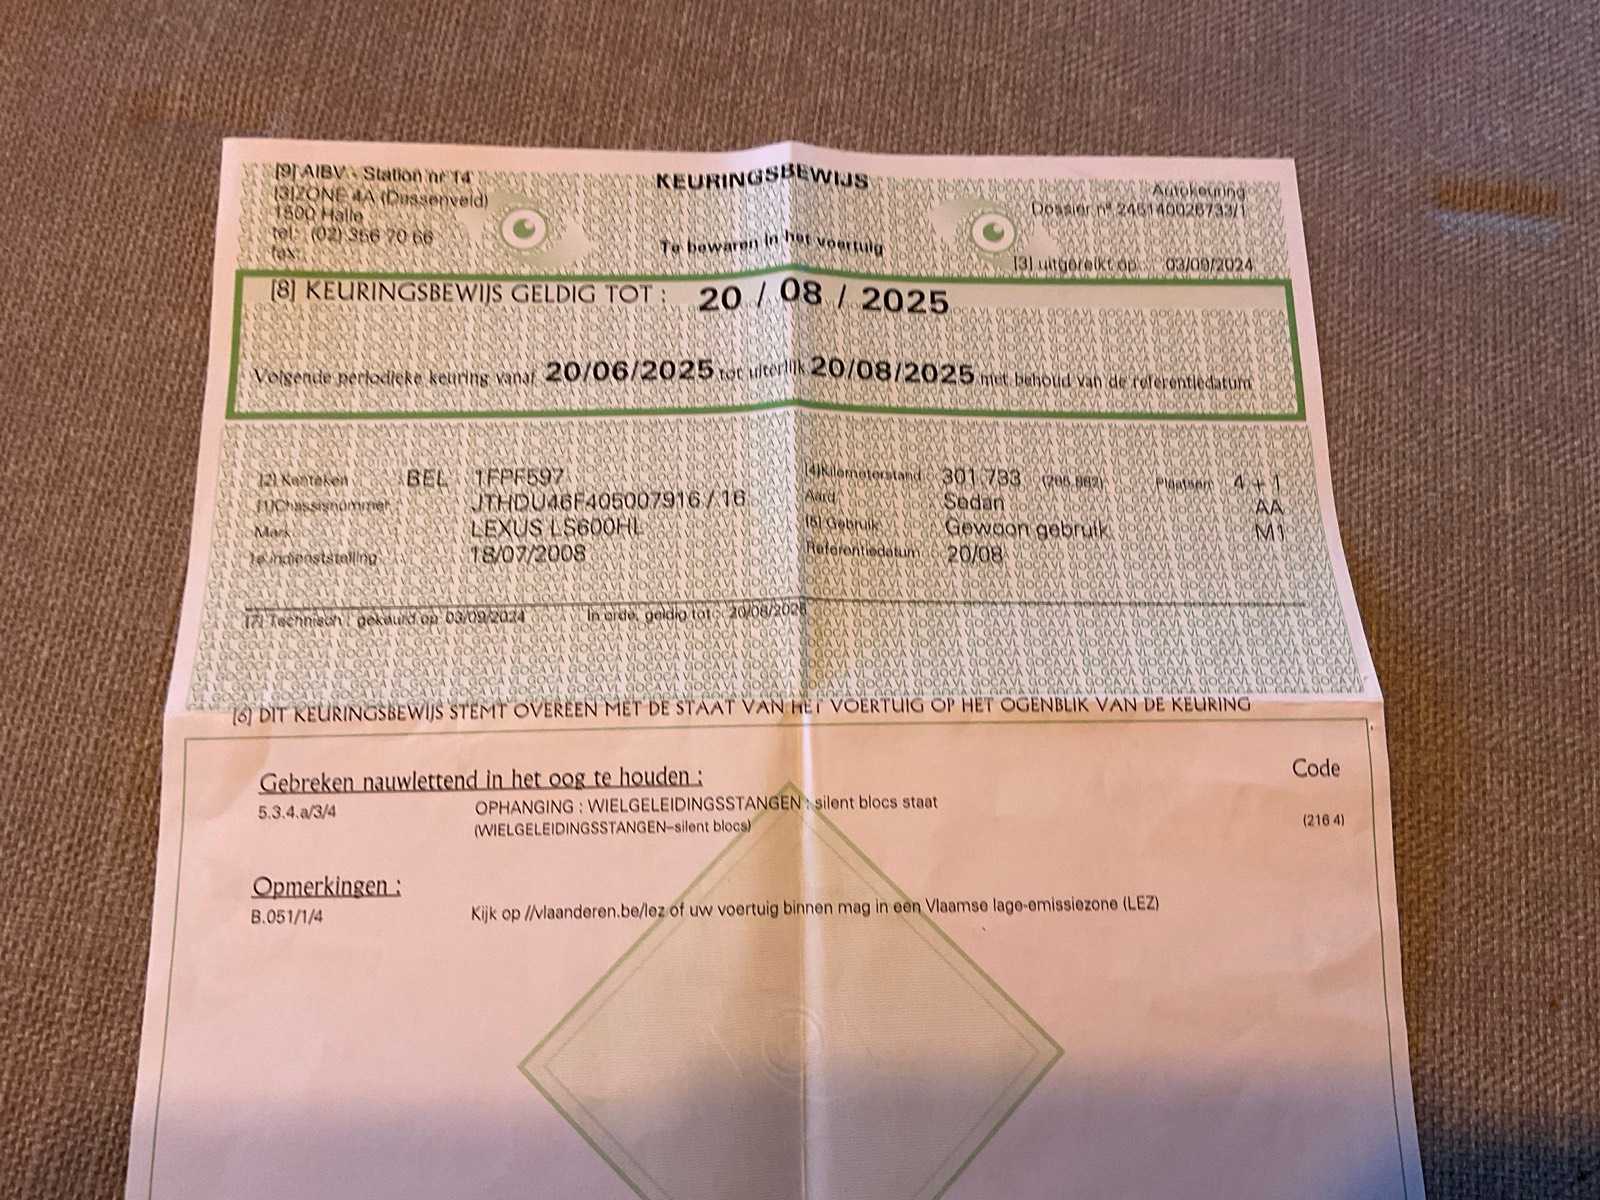 [9] AIBV - Station nr 14
[3]ZONE 4A (Dassenveld)
1500 Halle
tel.: (02) 356 70 66
fax:
KEURINGSBEWIJS
Te bewaren in het voertuig
Autokeuring
Dossier nº 245140026733/1
[3] uitgereikt op 03/09/2024
[8] KEURINGSBEWIJS GELDIG TOT : 20 / 08 / 2025
Volgende periodieke keuring vanaf 20/06/2025 tot uiterlijk 20/08/2025 met behoud van de referentiedatum
[2] Kenteken BEL 1FPF597
[1]Chassisnummer JTHDU46F405007916 / 16
Merk LEXUS LS600HL
1e indienststelling 18/07/2008
[4]Kilometerstand 301.733 Plaatsen 4 + 1
Aard Sedan AA
[5] Gebruik Gewoon gebruik M1
Referentiedatum 20/08
[7] Technisch : gekeurd op 03/09/2024 In orde, geldig tot : 20/08/2025
[6] DIT KEURINGSBEWIJS STEMT OVEREEN MET DE STAAT VAN HET VOERTUIG OP HET OGENBLIK VAN DE KEURING
Gebreken nauwlettend in het oog te houden : Code
5.3.4.a/3/4 OPHANGING : WIELGELEIDINGSSTANGEN : silent blocs staat
(WIELGELEIDINGSSTANGEN–silent blocs) (216 4)
Opmerkingen :
B.051/1/4 Kijk op //vlaanderen.be/lez of uw voertuig binnen mag in een Vlaamse lage-emissiezone (LEZ)